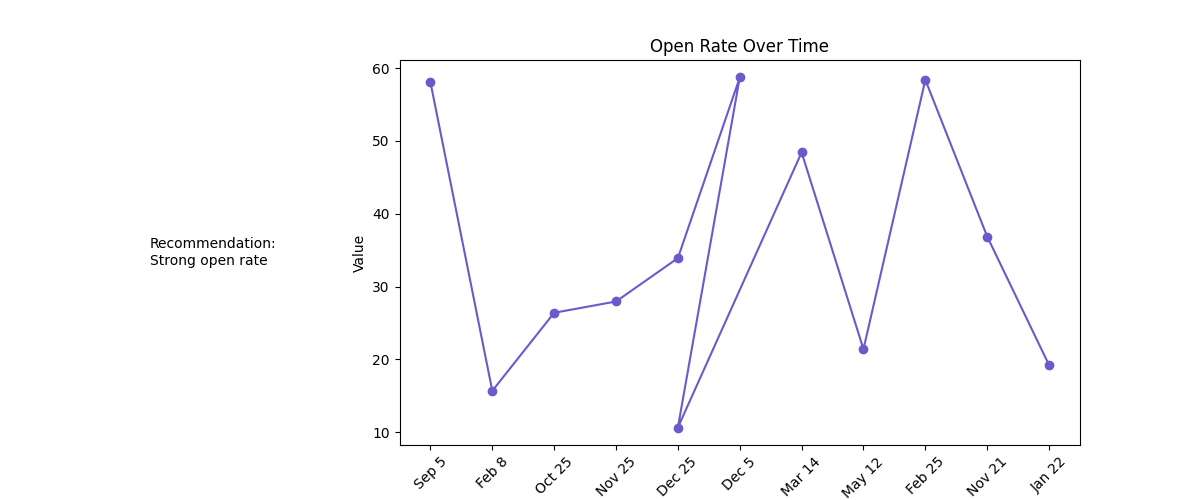 Open Rate Over Time
Recommendation:
Strong open rate
Value
60
50
40
30
20
10
Sep 5
Feb 8
Oct 25
Nov 25
Dec 25
Dec 5
Mar 14
May 12
Feb 25
Nov 21
Jan 22